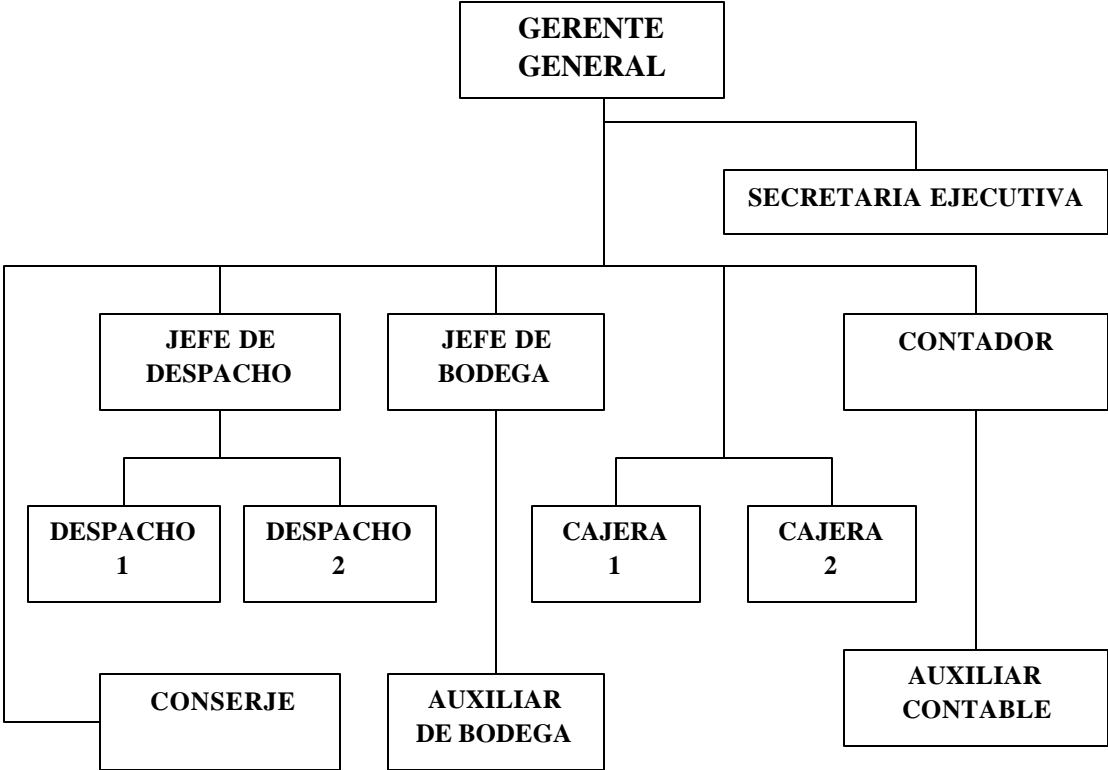 GERENTE
GENERAL
SECRETARIA EJECUTIVA
JEFE DE
DESPACHO
JEFE DE
BODEGA
CONTADOR
DESPACHO
1
DESPACHO
2
CAJERA
1
CAJERA
2
CONSERJE
AUXILIAR
DE BODEGA
AUXILIAR
CONTABLE